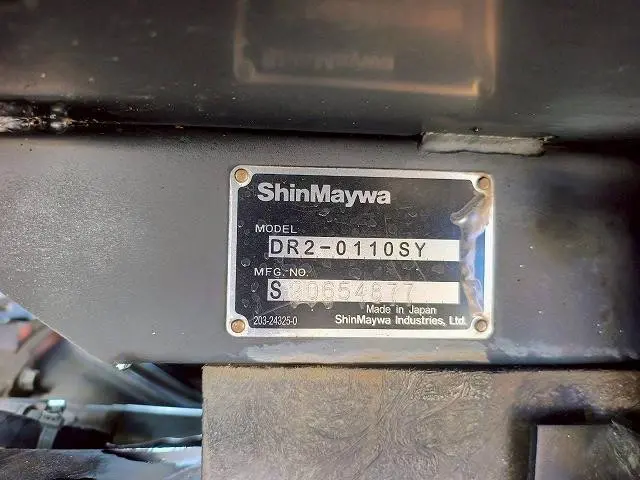 ShinMaywa
MODEL
DR2-0110SY
MFG.NO.
S20654877
Made in Japan
203-24325-0
ShinMaywa Industries, Ltd.